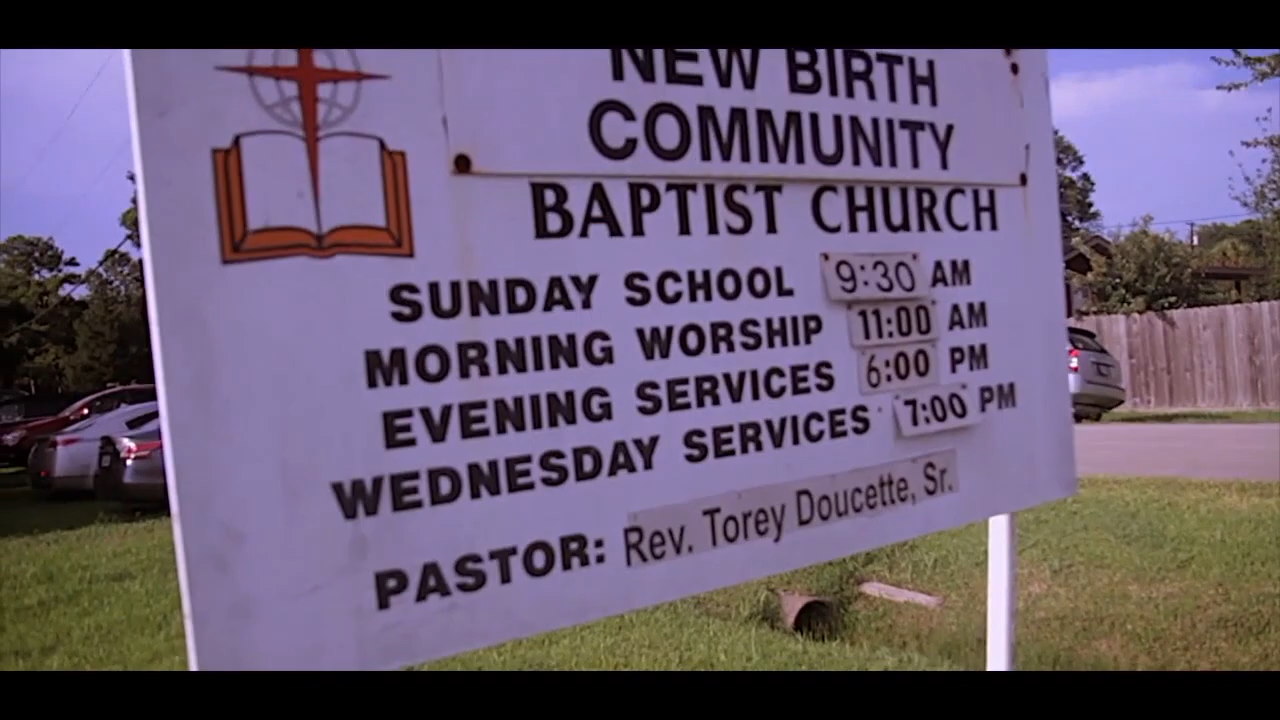 NEW BIRTH
COMMUNITY
BAPTIST CHURCH
SUNDAY SCHOOL 9:30 AM
MORNING WORSHIP 11:00 AM
EVENING SERVICES 6:00 PM
WEDNESDAY SERVICES 7:00 PM
PASTOR: Rev. Torey Doucette, Sr.